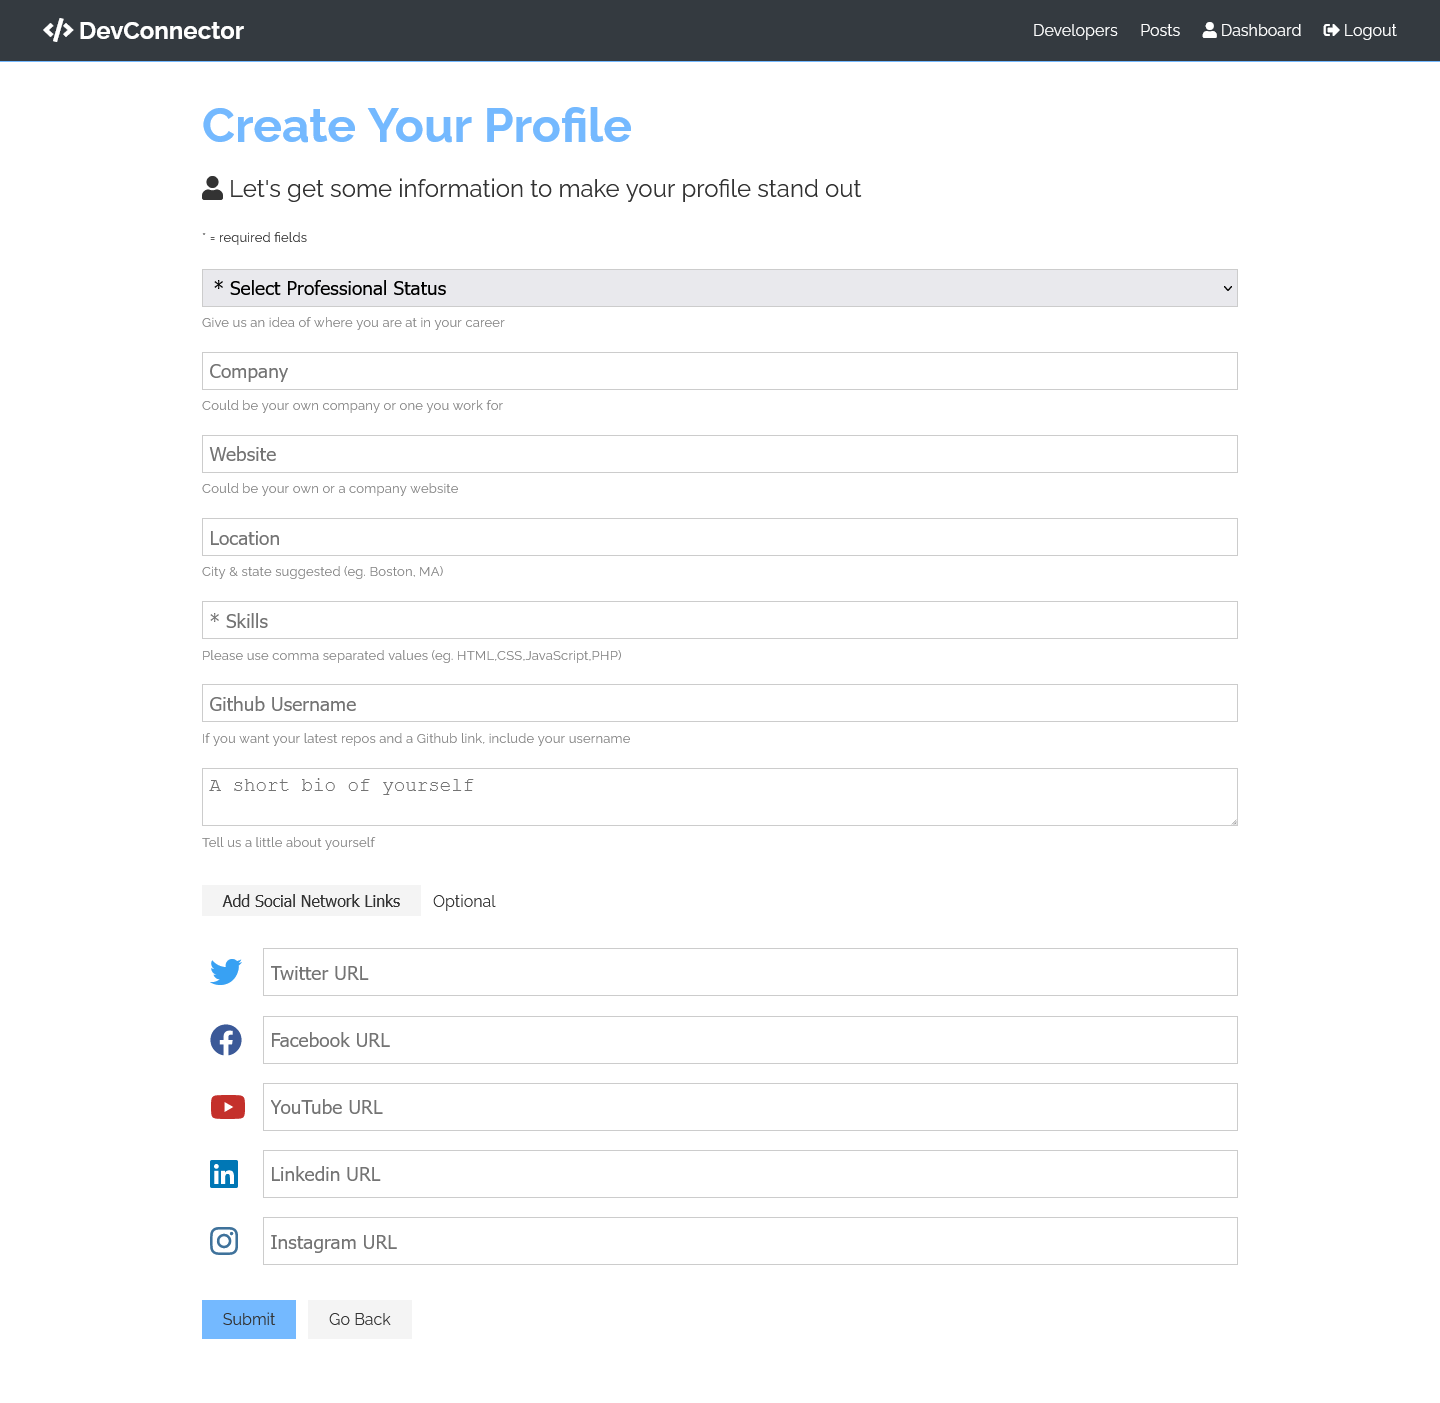 DevConnector
Developers Posts Dashboard Logout
Create Your Profile
Let's get some information to make your profile stand out
* = required fields
* Select Professional Status
Give us an idea of where you are at in your career
Company
Could be your own company or one you work for
Website
Could be your own or a company website
Location
City & state suggested (eg. Boston, MA)
* Skills
Please use comma separated values (eg. HTML,CSS,JavaScript,PHP)
Github Username
If you want your latest repos and a Github link, include your username
A short bio of yourself
Tell us a little about yourself
Add Social Network Links Optional
Twitter URL
Facebook URL
YouTube URL
Linkedin URL
Instagram URL
Submit Go Back